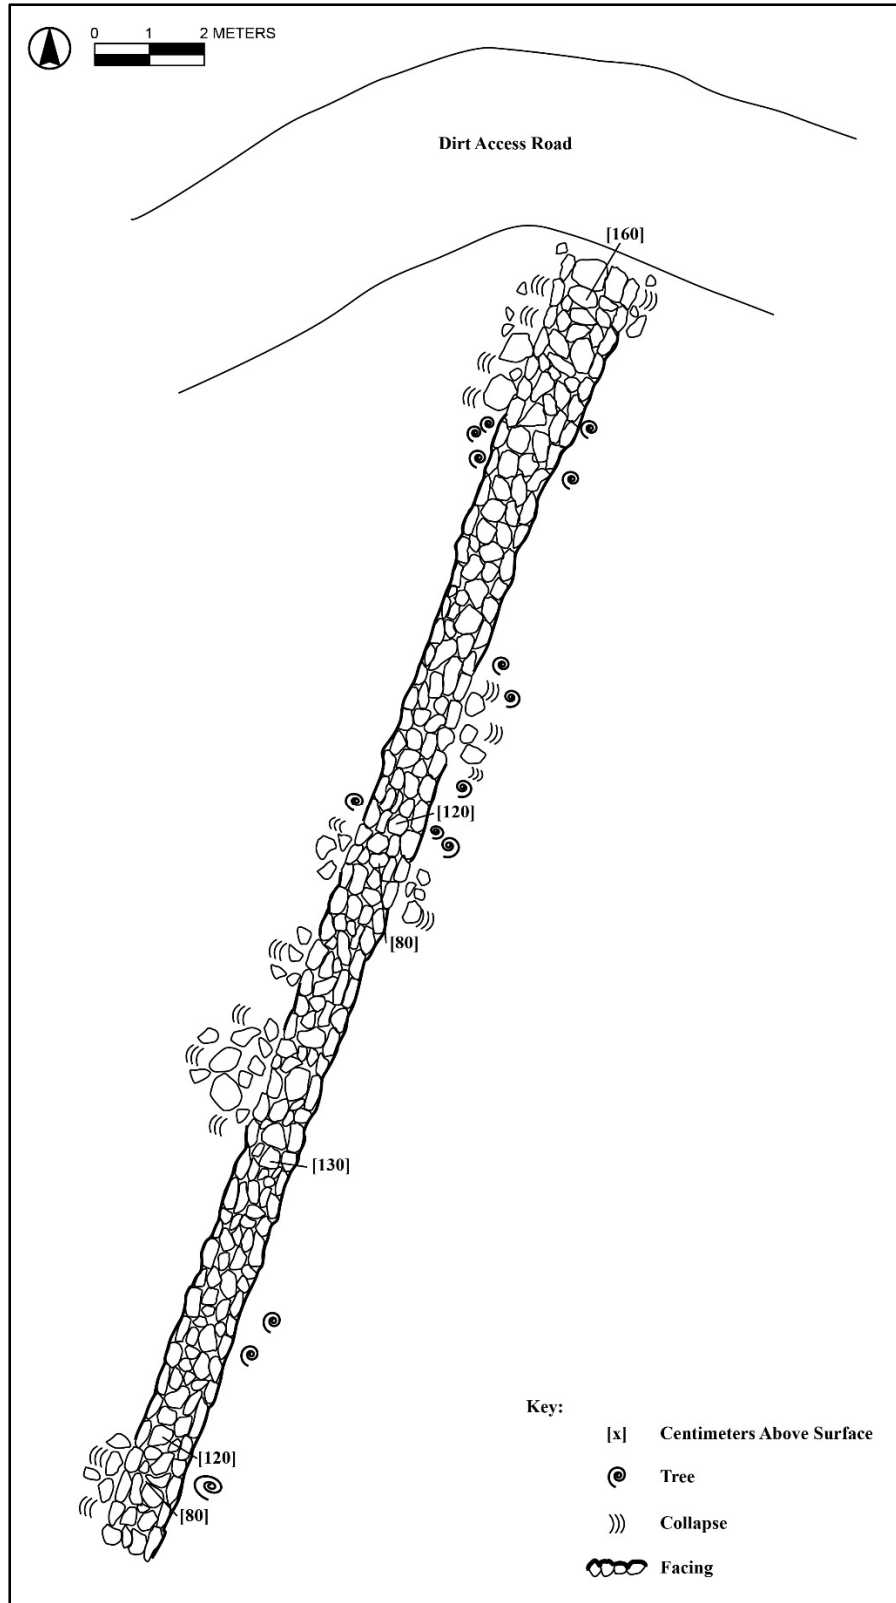 0 1 2 METERS
Dirt Access Road
[160]
[120]
[80]
[130]
[120]
[80]
Key:
[x] Centimeters Above Surface
Tree
Collapse
Facing